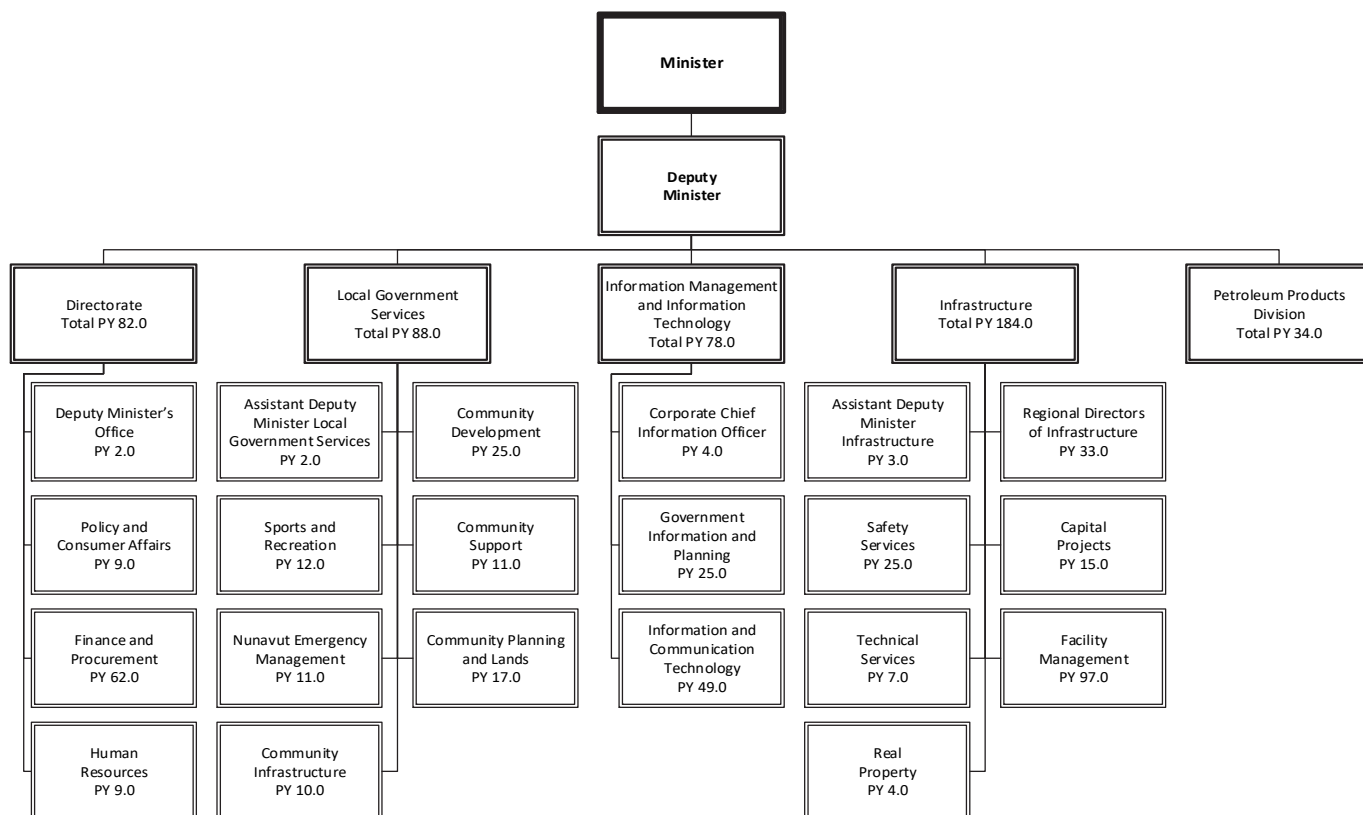 Minister
Deputy
Minister
Directorate
Total PY 82.0
Local Government
Services
Total PY 88.0
Information Management
and Information
Technology
Total PY 78.0
Infrastructure
Total PY 184.0
Petroleum Products
Division
Total PY 34.0
Deputy Minister’s
Office
PY 2.0
Assistant Deputy
Minister Local
Government Services
PY 2.0
Community
Development
PY 25.0
Corporate Chief
Information Officer
PY 4.0
Assistant Deputy
Minister
Infrastructure
PY 3.0
Regional Directors
of Infrastructure
PY 33.0
Policy and
Consumer Affairs
PY 9.0
Sports and
Recreation
PY 12.0
Community
Support
PY 11.0
Government
Information and
Planning
PY 25.0
Safety
Services
PY 25.0
Capital
Projects
PY 15.0
Finance and
Procurement
PY 62.0
Nunavut Emergency
Management
PY 11.0
Community Planning
and Lands
PY 17.0
Information and
Communication
Technology
PY 49.0
Technical
Services
PY 7.0
Facility
Management
PY 97.0
Human
Resources
PY 9.0
Community
Infrastructure
PY 10.0
Real
Property
PY 4.0